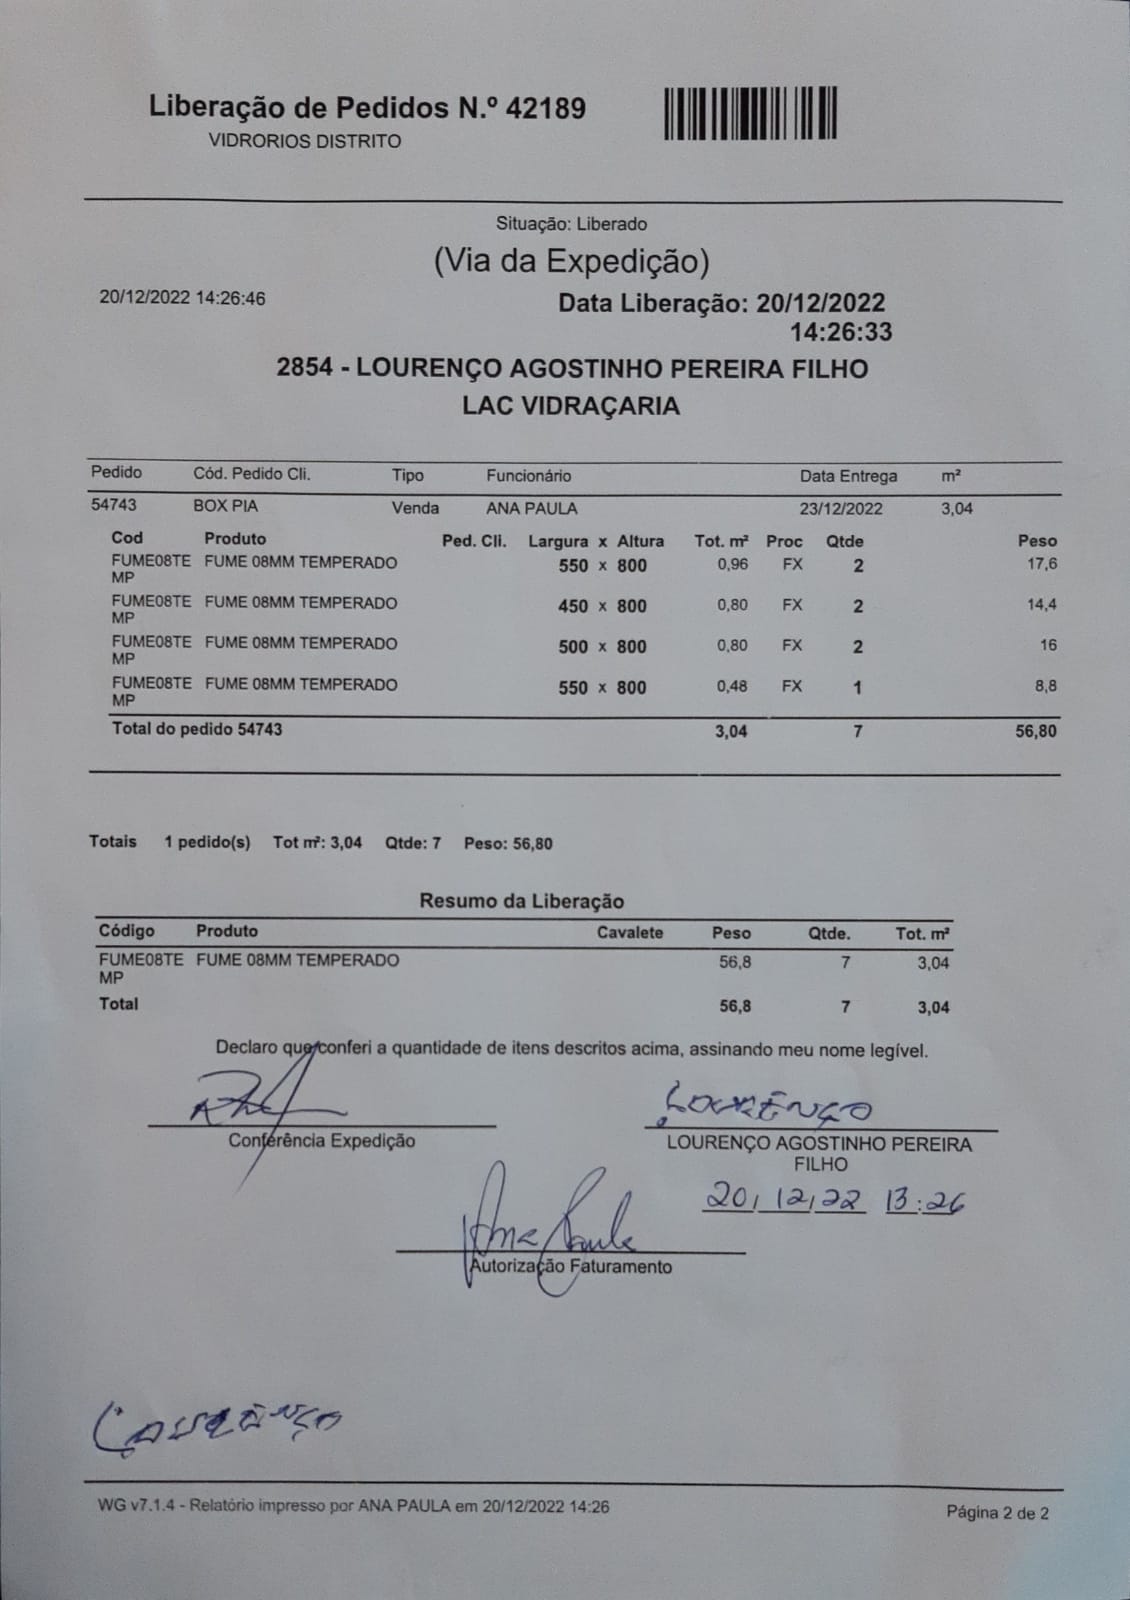 Liberação de Pedidos N.º 42189
VIDRORIOS DISTRITO
Situação: Liberado
(Via da Expedição)
20/12/2022 14:26:46
Data Liberação: 20/12/2022
14:26:33
2854 - LOURENÇO AGOSTINHO PEREIRA FILHO
LAC VIDRAÇARIA
Pedido Cód. Pedido Cli. Tipo Funcionário Data Entrega m²
54743 BOX PIA Venda ANA PAULA 23/12/2022 3,04
Cod Produto Ped. Cli. Largura x Altura Tot. m² Proc Qtde Peso
FUME08TE FUME 08MM TEMPERADO 550 x 800 0,96 FX 2 17,6
MP
FUME08TE FUME 08MM TEMPERADO 450 x 800 0,80 FX 2 14,4
MP
FUME08TE FUME 08MM TEMPERADO 500 x 800 0,80 FX 2 16
MP
FUME08TE FUME 08MM TEMPERADO 550 x 800 0,48 FX 1 8,8
MP
Total do pedido 54743 3,04 7 56,80
Totais 1 pedido(s) Tot m²: 3,04 Qtde: 7 Peso: 56,80
Resumo da Liberação
Código Produto Cavalete Peso Qtde. Tot. m²
FUME08TE FUME 08MM TEMPERADO 56,8 7 3,04
MP
Total 56,8 7 3,04
Declaro que conferi a quantidade de itens descritos acima, assinando meu nome legível.
LOURENÇO
Conferência Expedição
LOURENÇO AGOSTINHO PEREIRA
FILHO
20/12/22 13:26
Ana Paula
Autorização Faturamento
LOURENÇO
WG v7.1.4 - Relatório impresso por ANA PAULA em 20/12/2022 14:26
Página 2 de 2